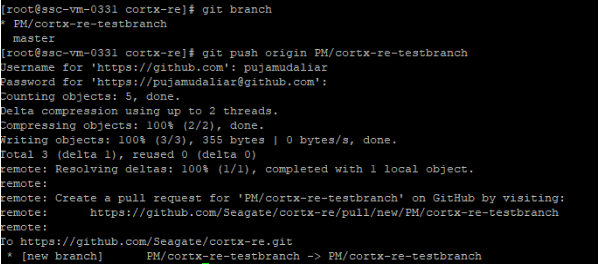 [root@ssc-vm-0331 cortx-re]# git branch
* PM/cortx-re-testbranch
  master
[root@ssc-vm-0331 cortx-re]# git push origin PM/cortx-re-testbranch
Username for 'https://github.com': pujamudaliar
Password for 'https://pujamudaliar@github.com':
Counting objects: 5, done.
Delta compression using up to 2 threads.
Compressing objects: 100% (2/2), done.
Writing objects: 100% (3/3), 355 bytes | 0 bytes/s, done.
Total 3 (delta 1), reused 0 (delta 0)
remote: Resolving deltas: 100% (1/1), completed with 1 local object.
remote:
remote: Create a pull request for 'PM/cortx-re-testbranch' on GitHub by visiting:
remote:      https://github.com/Seagate/cortx-re/pull/new/PM/cortx-re-testbranch
remote:
To https://github.com/Seagate/cortx-re.git
 * [new branch]      PM/cortx-re-testbranch -> PM/cortx-re-testbranch